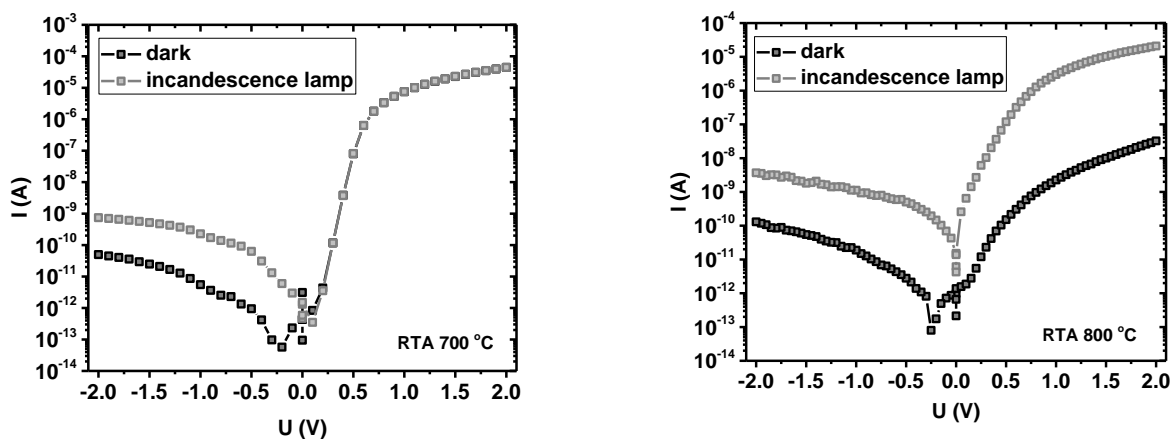 10⁻³
10⁻⁴
10⁻⁵
10⁻⁶
10⁻⁷
10⁻⁸
10⁻⁹
10⁻¹⁰
10⁻¹¹
10⁻¹²
10⁻¹³
10⁻¹⁴
I (A)
dark
incandescence lamp
RTA 700 °C
-2.0 -1.5 -1.0 -0.5 0.0 0.5 1.0 1.5 2.0
U (V)
10⁻⁴
10⁻⁵
10⁻⁶
10⁻⁷
10⁻⁸
10⁻⁹
10⁻¹⁰
10⁻¹¹
10⁻¹²
10⁻¹³
10⁻¹⁴
I (A)
dark
incandescence lamp
RTA 800 °C
-2.0 -1.5 -1.0 -0.5 0.0 0.5 1.0 1.5 2.0
U (V)